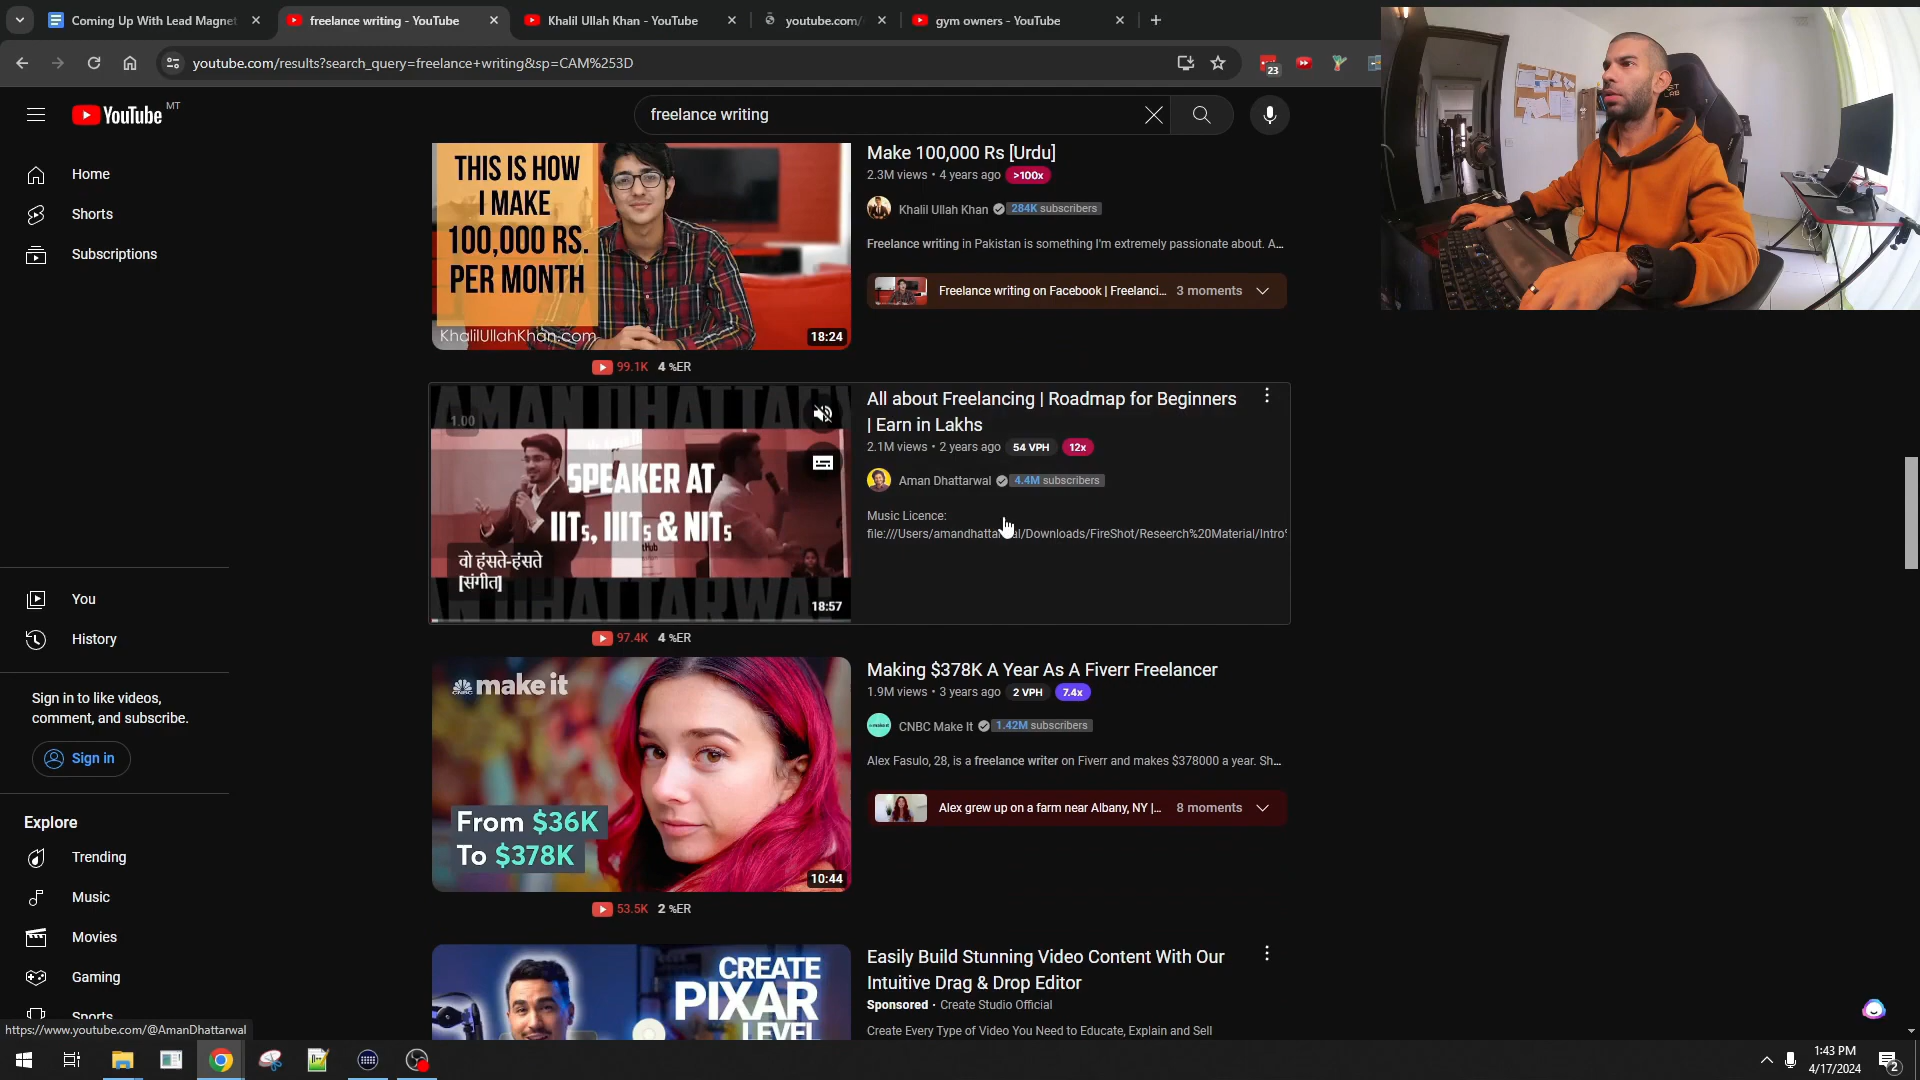 Coming Up With Lead Magnet
freelance writing - YouTube
Khalil Ullah Khan - YouTube
youtube.com/
gym owners - YouTube
youtube.com/results?search_query=freelance+writing&sp=CAM%253D
23
YouTube MT
freelance writing
Home
Shorts
Subscriptions
You
History
Sign in to like videos,
comment, and subscribe.
Sign in
Explore
Trending
Music
Movies
Gaming
Sports
THIS IS HOW
I MAKE
100,000 RS.
PER MONTH
KhalilUllahKhan.com
18:24
Make 100,000 Rs [Urdu]
2.3M views • 4 years ago >100x
Khalil Ullah Khan 284K subscribers
Freelance writing in Pakistan is something I'm extremely passionate about. A...
Freelance writing on Facebook | Freelanci... 3 moments
99.1K 4 %ER
AMAN DHATTAR
1.00
SPEAKER AT
IITs, IIITs & NITs
वो हंसते-हंसते
[संगीत]
AN DHATTARWA
18:57
All about Freelancing | Roadmap for Beginners
| Earn in Lakhs
2.1M views • 2 years ago 54 VPH 12x
Aman Dhattarwal 4.4M subscribers
Music Licence:
file:///Users/amandhattarwal/Downloads/FireShot/Reseerch%20Material/Intro%
97.4K 4 %ER
CNBC make it
From $36K
To $378K
10:44
Making $378K A Year As A Fiverr Freelancer
1.9M views • 3 years ago 2 VPH 7.4x
CNBC Make It 1.42M subscribers
Alex Fasulo, 28, is a freelance writer on Fiverr and makes $378000 a year. Sh...
Alex grew up on a farm near Albany, NY |... 8 moments
53.5K 2 %ER
CREATE
PIXAR
LEVEL
Easily Build Stunning Video Content With Our
Intuitive Drag & Drop Editor
Sponsored · Create Studio Official
Create Every Type of Video You Need to Educate, Explain and Sell
https://www.youtube.com/@AmanDhattarwal
1:43 PM
4/17/2024
2